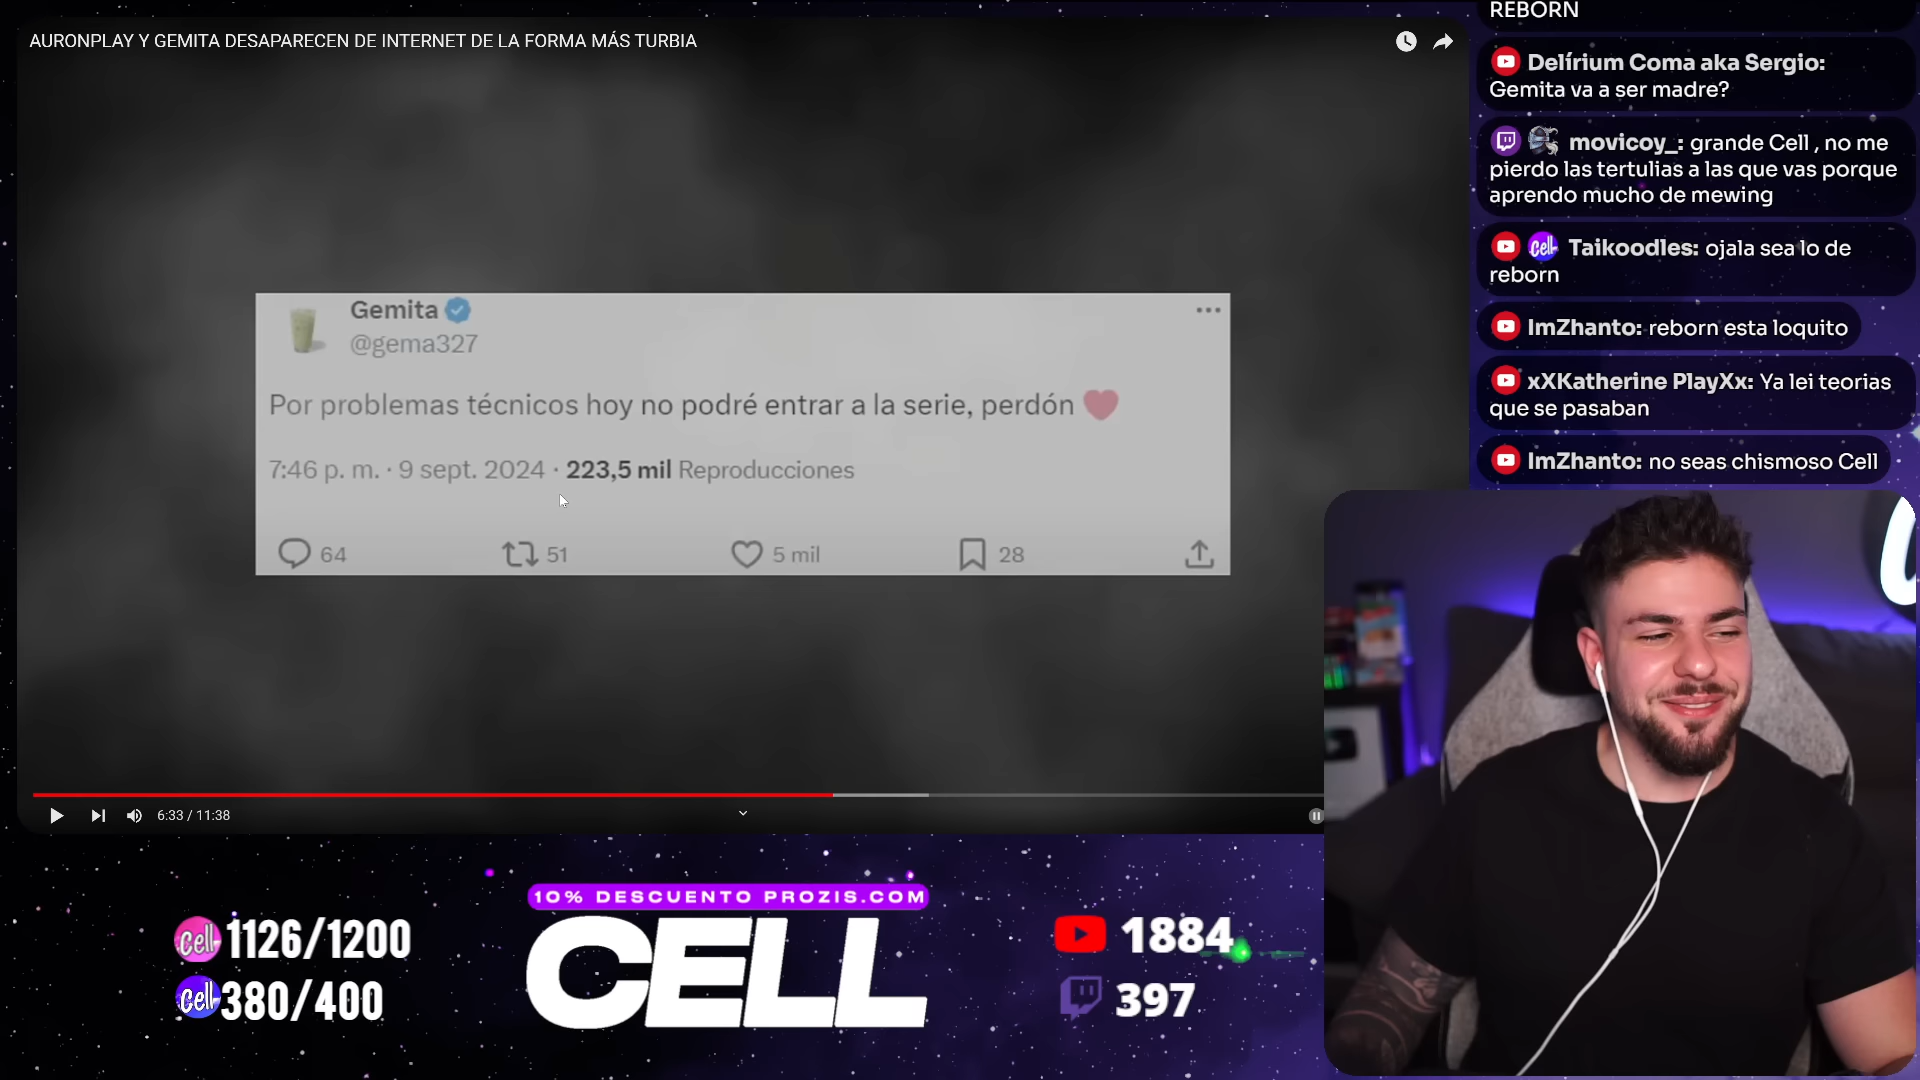 AURONPLAY Y GEMITA DESAPARECEN DE INTERNET DE LA FORMA MÁS TURBIA
Gemita
@gema327
Por problemas técnicos hoy no podré entrar a la serie, perdón ❤
7:46 p. m. · 9 sept. 2024 · 223,5 mil Reproducciones
64 51 5 mil 28
6:33 / 11:38
REBORN
Delírium Coma aka Sergio:
Gemita va a ser madre?
movicoy_: grande Cell , no me
pierdo las tertulias a las que vas porque
aprendo mucho de mewing
Cell Taikoodles: ojala sea lo de
reborn
ImZhanto: reborn esta loquito
xXKatherine PlayXx: Ya lei teorias
que se pasaban
ImZhanto: no seas chismoso Cell
10% DESCUENTO PROZIS.COM
CELL
Cell 1126/1200
Cell 380/400
1884
397